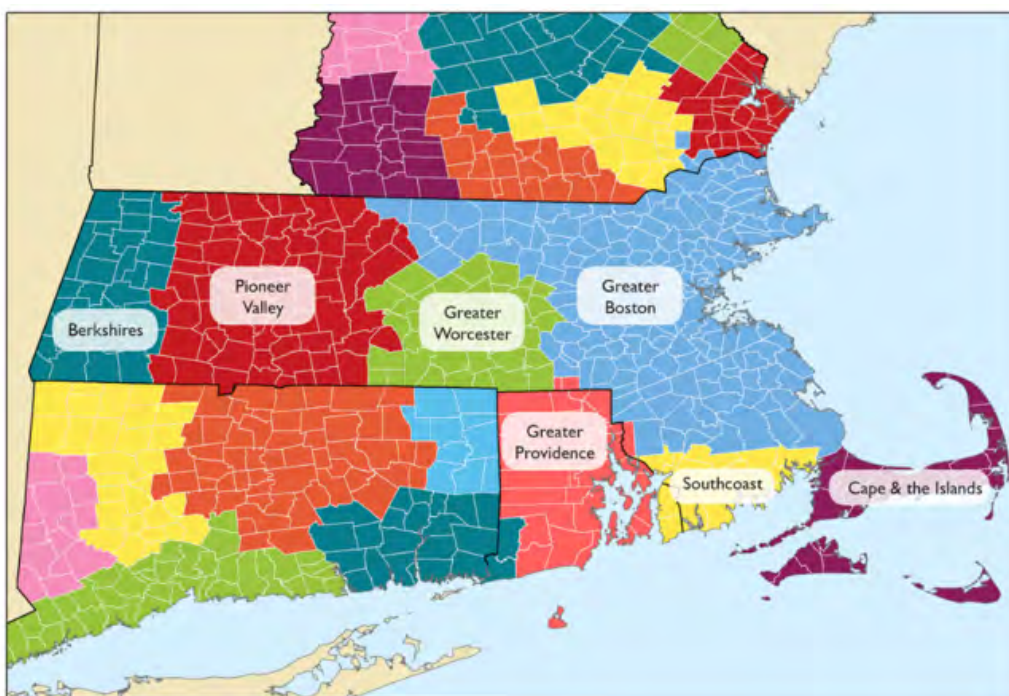 Pioneer
Valley
Greater
Boston
Berkshires
Greater
Worcester
Greater
Providence
Southcoast
Cape & the Islands